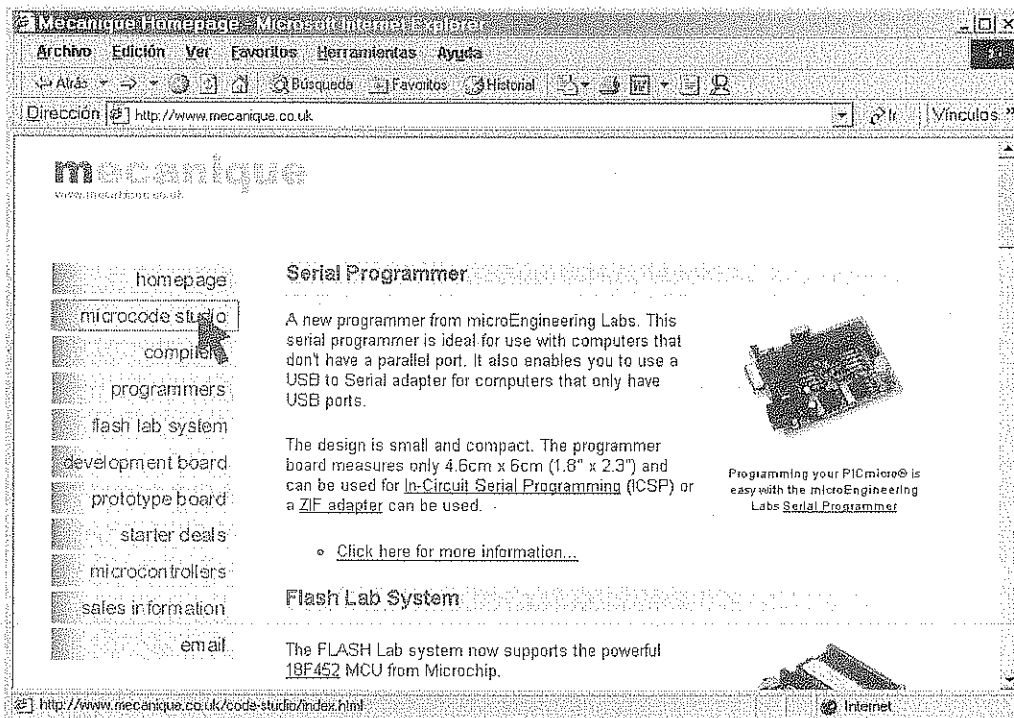 Mecanique Homepage - Microsoft Internet Explorer
Archivo Edición Ver Favoritos Herramientas Ayuda
Atrás Búsqueda Favoritos Historial
Dirección http://www.mecanique.co.uk Ir Vínculos »
mecanique
www.mecanique.co.uk
homepage
microcode studio
compilers
programmers
flash lab system
development board
prototype board
starter deals
microcontrollers
sales information
email
Serial Programmer
A new programmer from microEngineering Labs. This
serial programmer is ideal for use with computers that
don't have a parallel port. It also enables you to use a
USB to Serial adapter for computers that only have
USB ports.
The design is small and compact. The programmer
board measures only 4.6cm x 6cm (1.8" x 2.3") and
can be used for In-Circuit Serial Programming (ICSP) or
a ZIF adapter can be used.
Click here for more information...
Programming your PICmicro® is
easy with the microEngineering
Labs Serial Programmer
Flash Lab System
The FLASH Lab system now supports the powerful
18F452 MCU from Microchip.
http://www.mecanique.co.uk/code-studio/index.html Internet